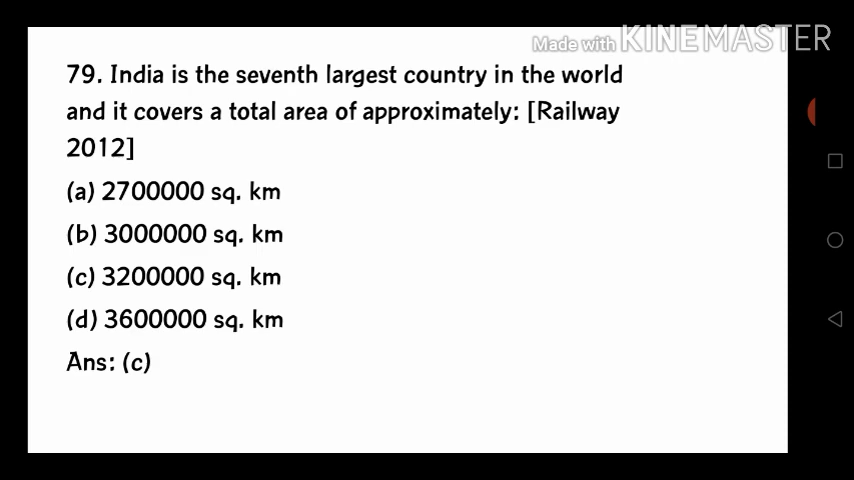 Made with KINEMASTER
79. India is the seventh largest country in the world
and it covers a total area of approximately: [Railway
2012]
(a) 2700000 sq. km
(b) 3000000 sq. km
(c) 3200000 sq. km
(d) 3600000 sq. km
Ans: (c)